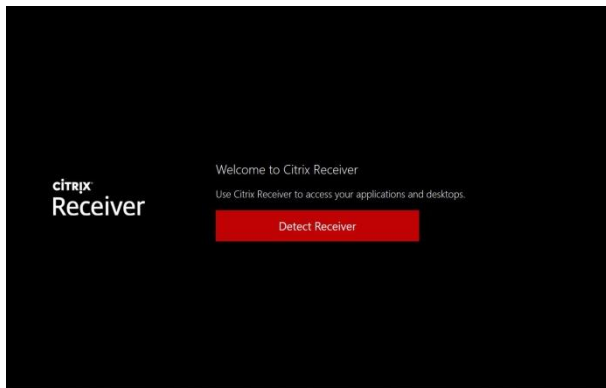 citrix
Receiver
Welcome to Citrix Receiver
Use Citrix Receiver to access your applications and desktops.
Detect Receiver